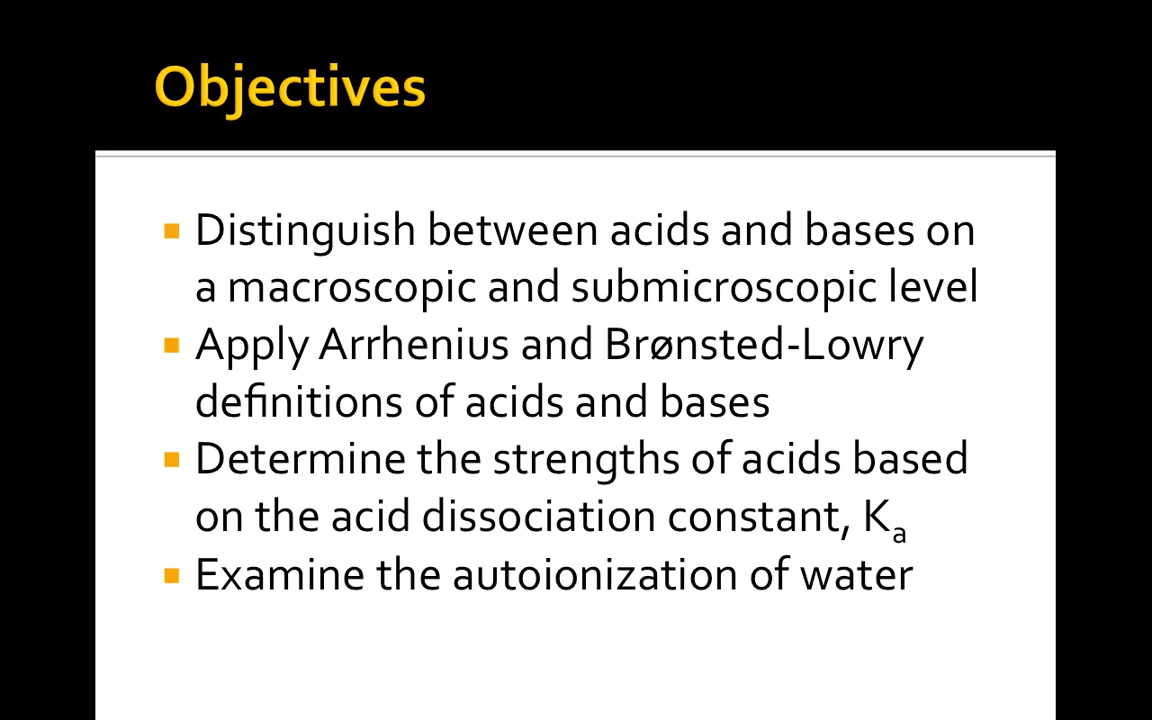 Objectives
▪ Distinguish between acids and bases on
a macroscopic and submicroscopic level
▪ Apply Arrhenius and Brønsted-Lowry
definitions of acids and bases
▪ Determine the strengths of acids based
on the acid dissociation constant, Kₐ
▪ Examine the autoionization of water